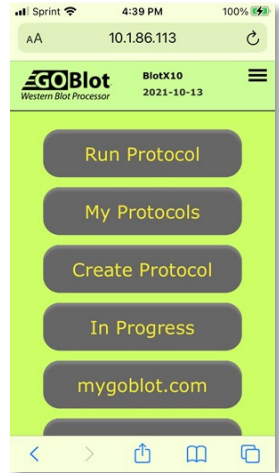 Sprint 4:39 PM 100%
AA 10.1.86.113
GOBlot BlotX10
Western Blot Processor 2021-10-13
Run Protocol
My Protocols
Create Protocol
In Progress
mygoblot.com